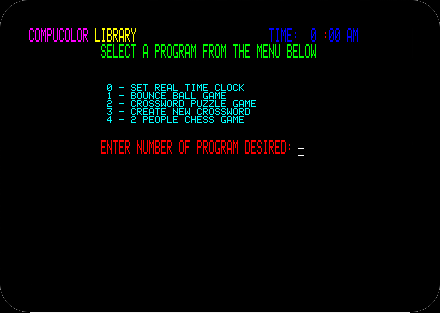 COMPUCOLOR LIBRARY TIME: 0 :00 AM
SELECT A PROGRAM FROM THE MENU BELOW
0 - SET REAL TIME CLOCK
1 - BOUNCE BALL GAME
2 - CROSSWORD PUZZLE GAME
3 - CREATE NEW CROSSWORD
4 - 2 PEOPLE CHESS GAME
ENTER NUMBER OF PROGRAM DESIRED: _